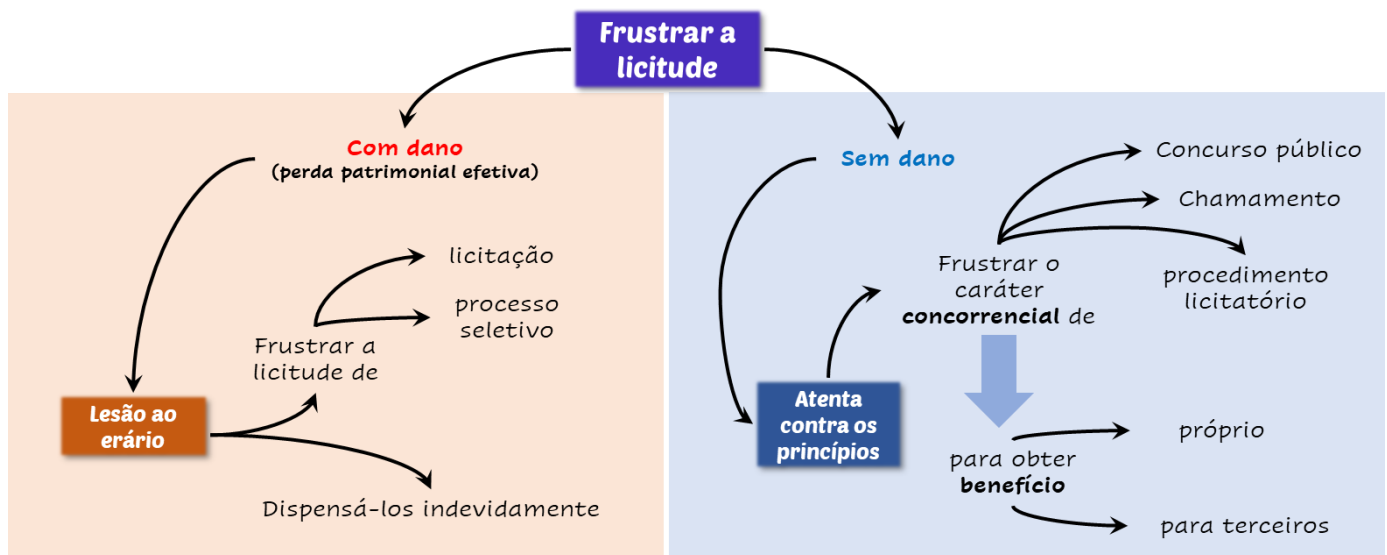 Frustrar a
licitude
Com dano
(perda patrimonial efetiva)
licitação
processo
seletivo
Frustrar a
licitude de
Lesão ao
erário
Dispensá-los indevidamente
Sem dano
Concurso público
Chamamento
procedimento
licitatório
Frustrar o
caráter
concorrencial de
Atenta
contra os
princípios
para obter
benefício
próprio
para terceiros